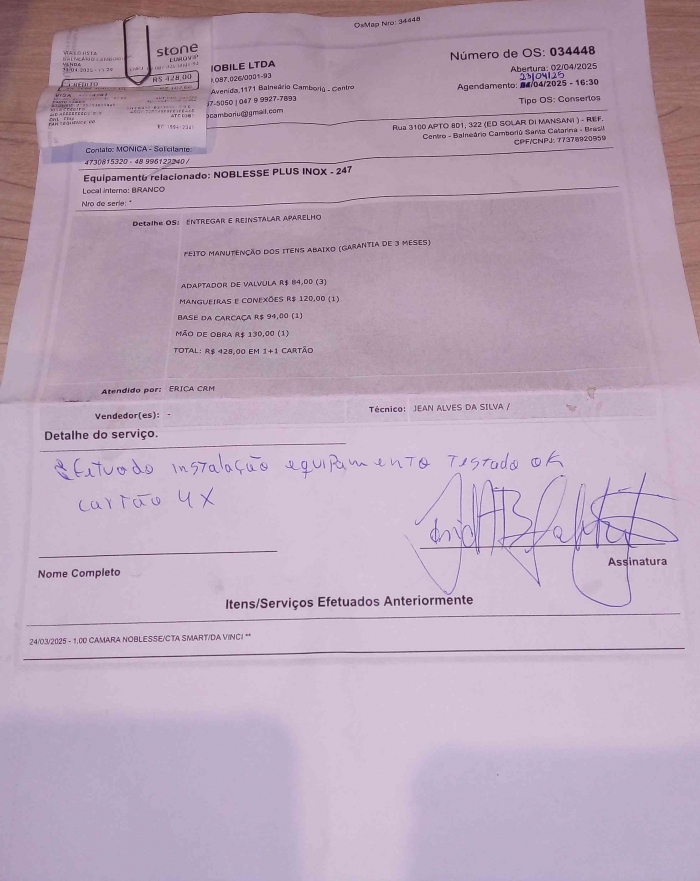 OsMap Nro: 34448
stone
R$ 428,00
OBILE LTDA
.087.026/0001-93
Avenida,1171 Balneário Camboriú - Centro
7-5050 | 047 9 9927-7893
ocamboriu@gmail.com
Número de OS: 034448
Abertura: 02/04/2025
23/04/25
Agendamento: /04/2025 - 16:30
Tipo OS: Consertos
Rua 3100 APTO 801, 322 (ED SOLAR DI MANSANI ) - REF.
Centro - Balneário Camboriú Santa Catarina - Brasil
CPF/CNPJ: 77378920959
Contato: MONICA - Solicitante:
4730815320 - 48 996122340 /
Equipamento relacionado: NOBLESSE PLUS INOX - 247
Local interno: BRANCO
Nro de serie: *
Detalhe OS: ENTREGAR E REINSTALAR APARELHO
FEITO MANUTENÇÃO DOS ITENS ABAIXO (GARANTIA DE 3 MESES)
ADAPTADOR DE VALVULA R$ 84,00 (3)
MANGUEIRAS E CONEXÕES R$ 120,00 (1)
BASE DA CARCAÇA R$ 94,00 (1)
MÃO DE OBRA R$ 130,00 (1)
TOTAL: R$ 428,00 EM 1+1 CARTÃO
Atendido por: ERICA CRM
Vendedor(es): -
Técnico: JEAN ALVES DA SILVA /
Detalhe do serviço.
Efetuado instalação equipamento Testado ok
cartão 4X
Nome Completo
Assinatura
Itens/Serviços Efetuados Anteriormente
24/03/2025 - 1.00 CAMARA NOBLESSE/CTA SMART/DA VINCI **